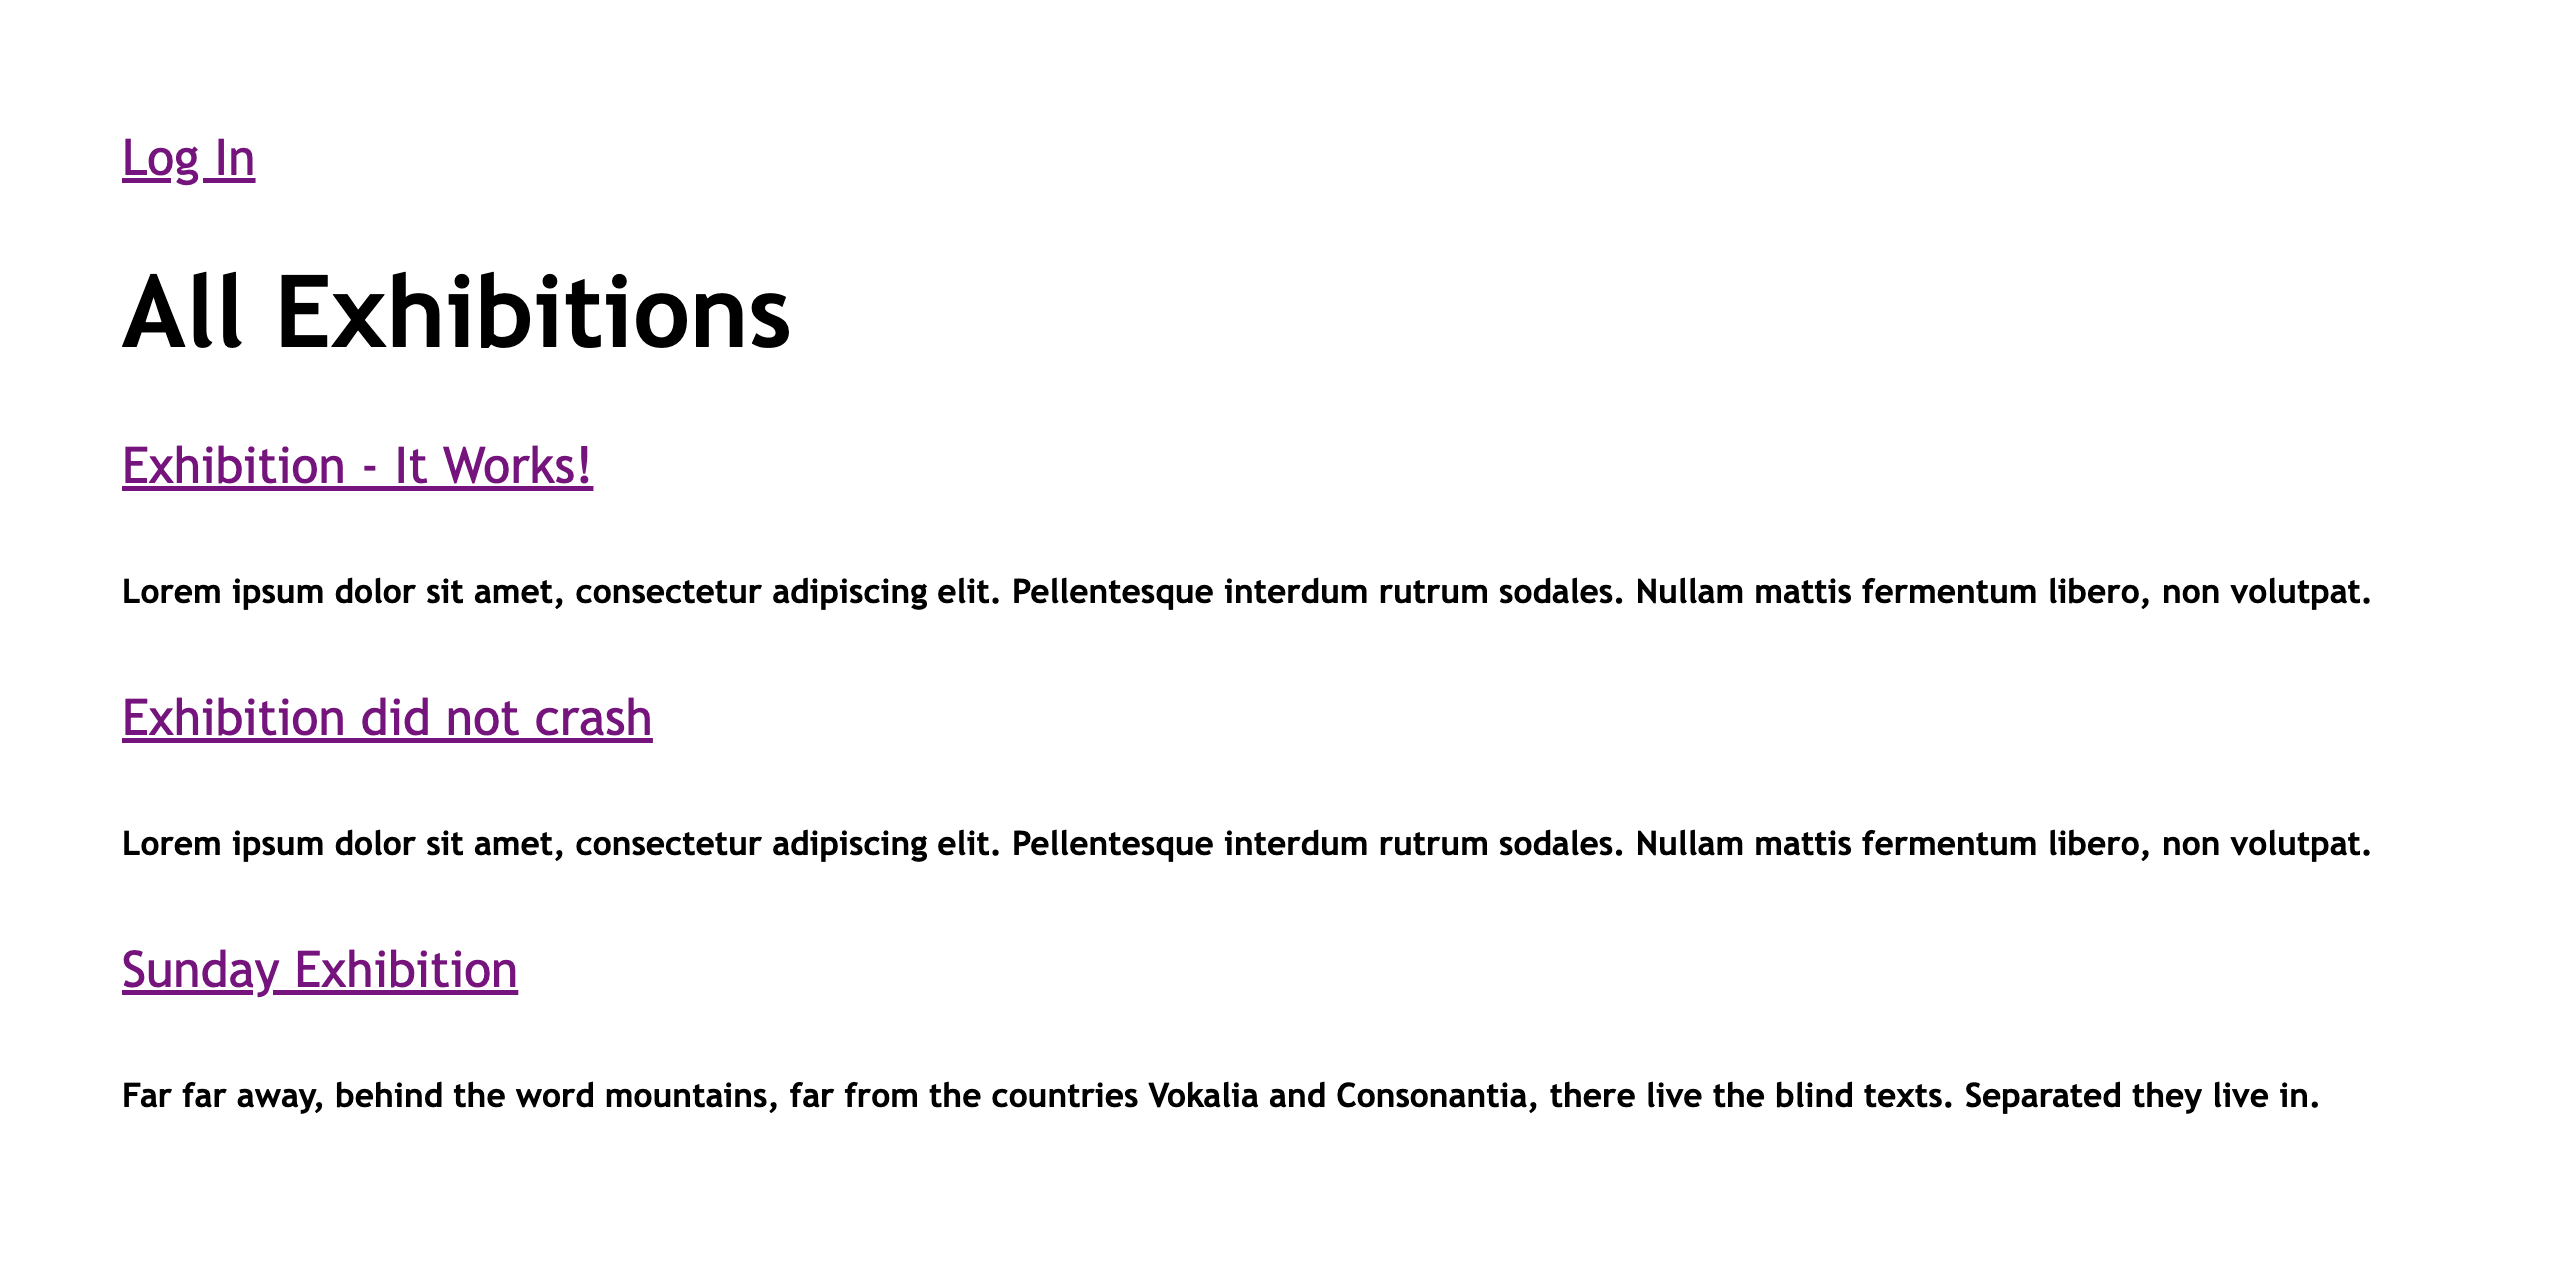 Log In
All Exhibitions
Exhibition - It Works!
Lorem ipsum dolor sit amet, consectetur adipiscing elit. Pellentesque interdum rutrum sodales. Nullam mattis fermentum libero, non volutpat.
Exhibition did not crash
Lorem ipsum dolor sit amet, consectetur adipiscing elit. Pellentesque interdum rutrum sodales. Nullam mattis fermentum libero, non volutpat.
Sunday Exhibition
Far far away, behind the word mountains, far from the countries Vokalia and Consonantia, there live the blind texts. Separated they live in.